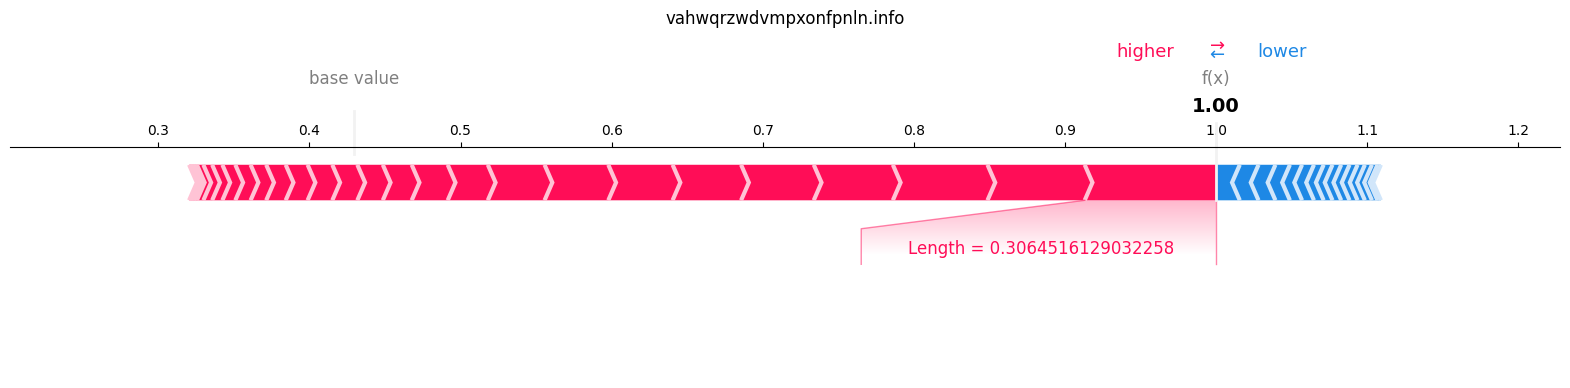 vahwqrzwdvmpxonfpnln.info
higher → ← lower
base value f(x)
1.00
0.3 0.4 0.5 0.6 0.7 0.8 0.9 1.0 1.1 1.2
Length = 0.3064516129032258